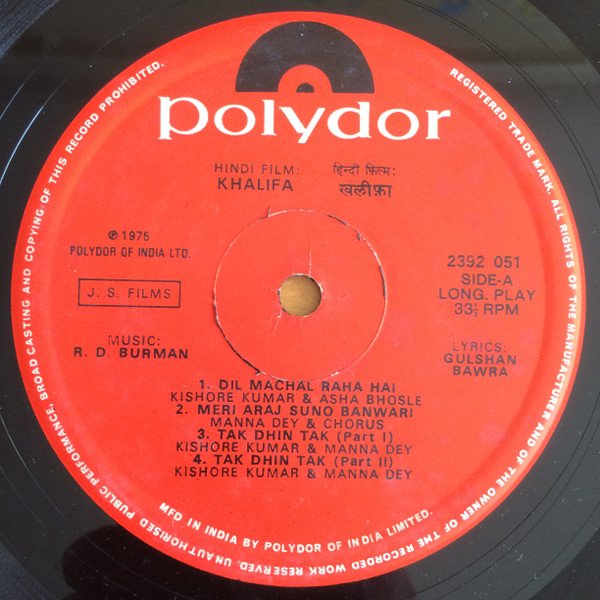 polydor
HINDI FILM:
KHALIFA
हिन्दी फ़िल्म:
खलीफ़ा
℗ 1975
POLYDOR OF INDIA LTD.
J. S. FILMS
2392 051
SIDE-A
LONG. PLAY
33⅓ RPM
MUSIC:
R. D. BURMAN
LYRICS:
GULSHAN
BAWRA
1. DIL MACHAL RAHA HAI
KISHORE KUMAR & ASHA BHOSLE
2. MERI ARAJ SUNO BANWARI
MANNA DEY & CHORUS
3. TAK DHIN TAK (Part I)
KISHORE KUMAR & MANNA DEY
4. TAK DHIN TAK (Part II)
KISHORE KUMAR & MANNA DEY
MFD IN INDIA BY POLYDOR OF INDIA LIMITED.
REGISTERED TRADE MARK. ALL RIGHTS OF THE MANUFACTURER AND OF THE OWNER OF THE RECORDED WORK RESERVED. UNAUTHORISED PUBLIC PERFORMANCE, BROAD CASTING AND COPYING OF THIS RECORD PROHIBITED.